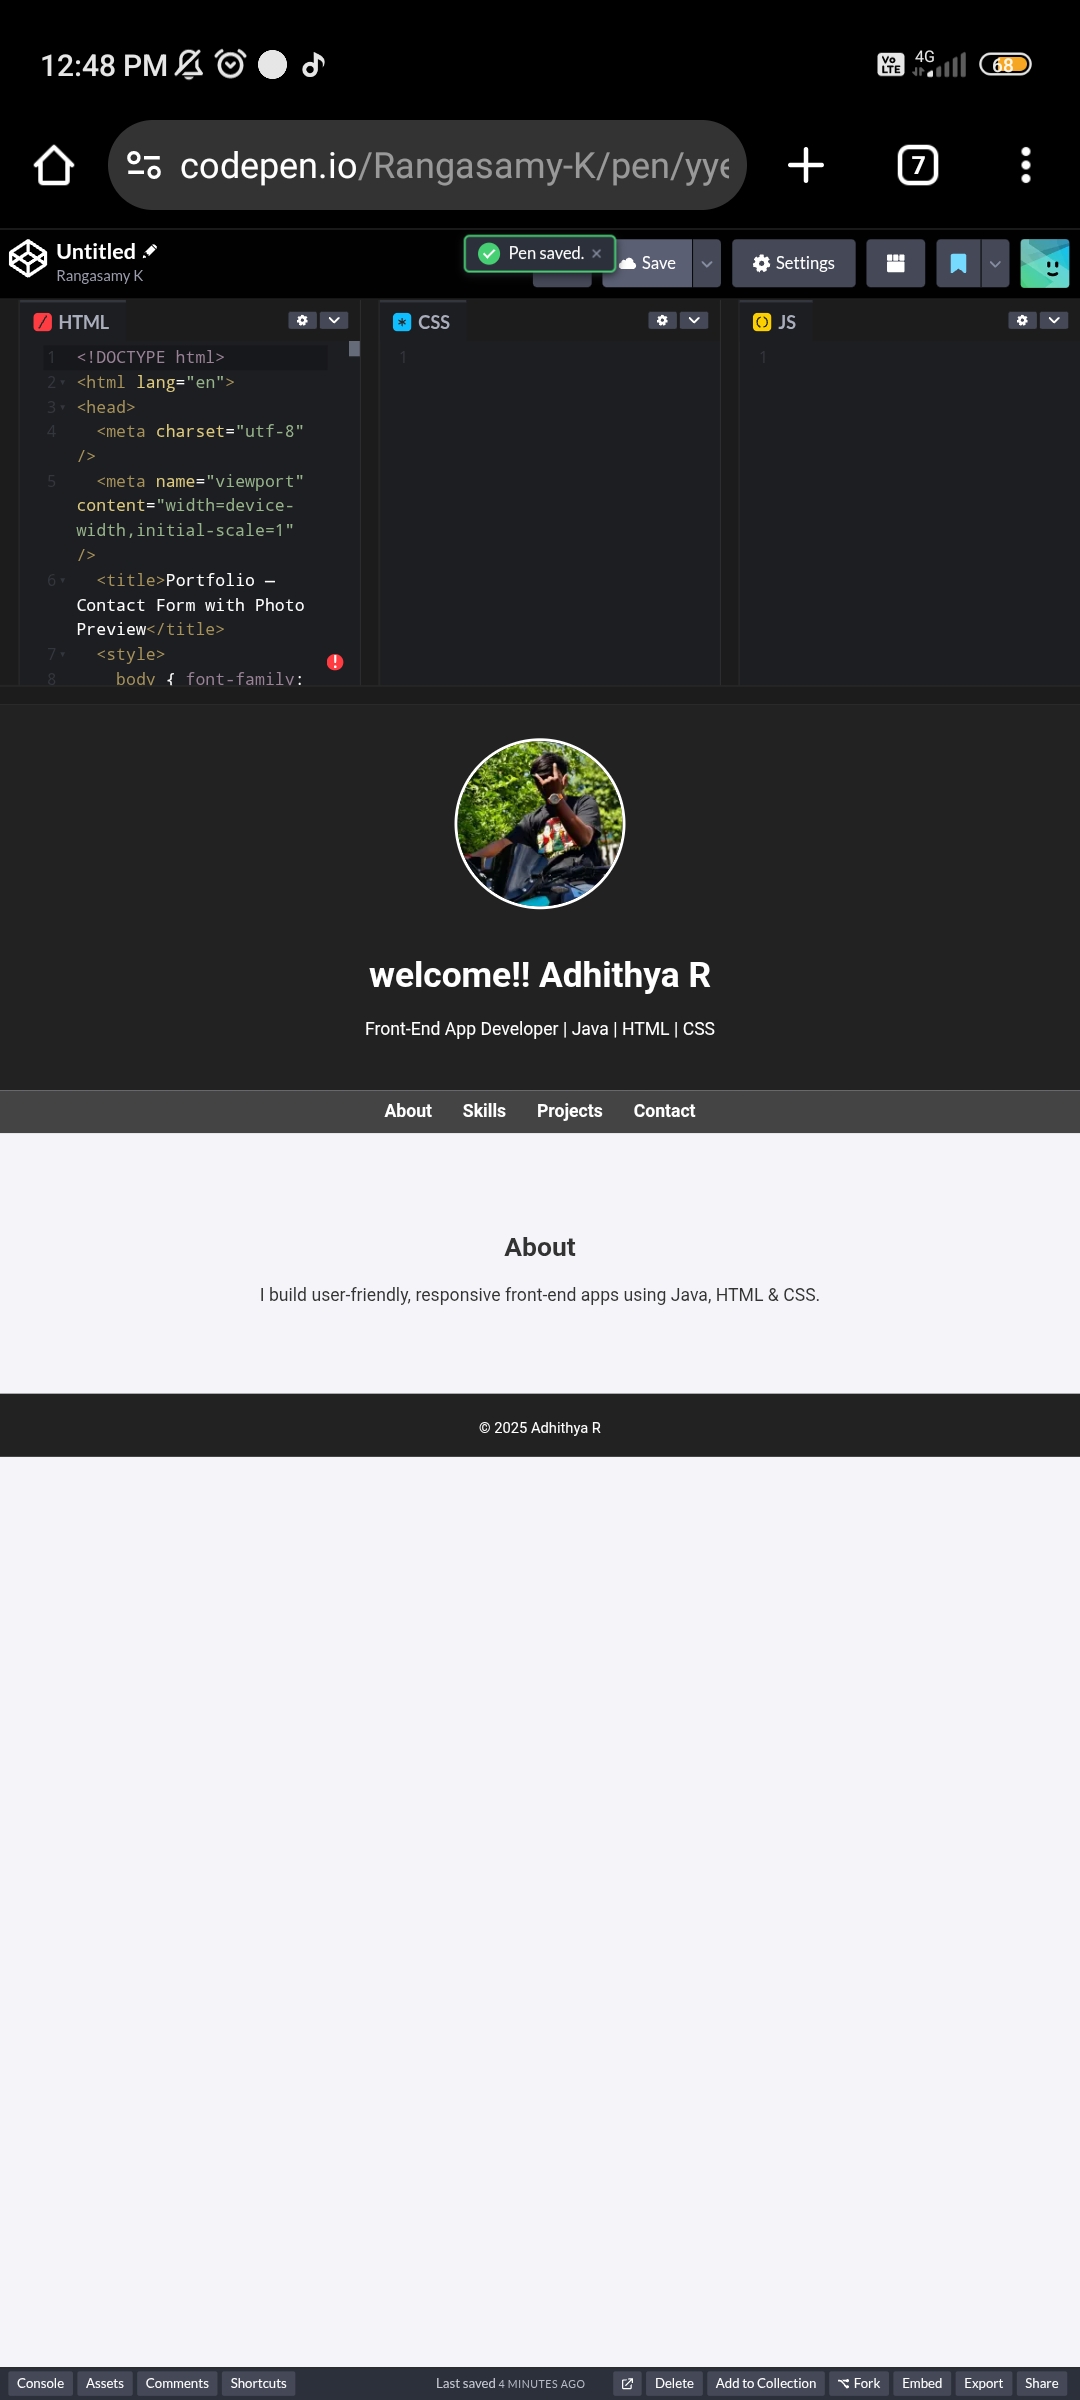 12:48 PM
Vo LTE 4G 68
codepen.io/Rangasamy-K/pen/yye
7
Untitled
Rangasamy K
Pen saved. ×
Save
Settings
HTML
CSS
JS
1 <!DOCTYPE html>
2 <html lang="en">
3 <head>
4 <meta charset="utf-8"
/>
5 <meta name="viewport"
content="width=device-
width,initial-scale=1"
/>
6 <title>Portfolio –
Contact Form with Photo
Preview</title>
7 <style>
8 body { font-family:
1
1
welcome!! Adhithya R
Front-End App Developer | Java | HTML | CSS
About Skills Projects Contact
About
I build user-friendly, responsive front-end apps using Java, HTML & CSS.
© 2025 Adhithya R
Console Assets Comments Shortcuts Last saved 4 MINUTES AGO Delete Add to Collection Fork Embed Export Share